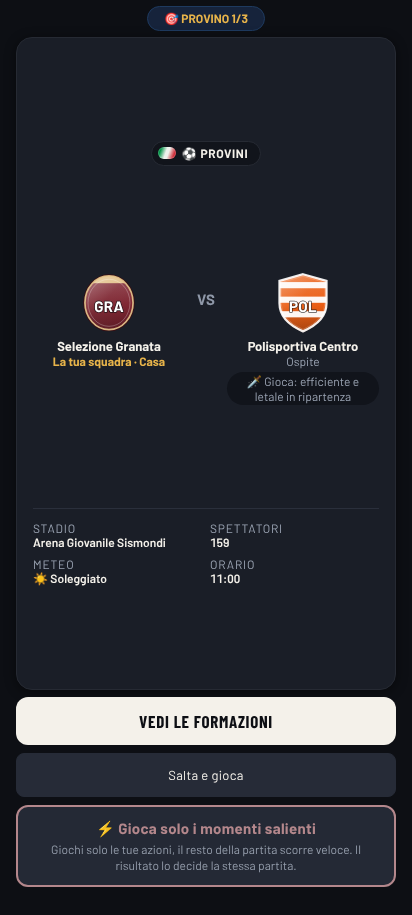 🎯 PROVINO 1/3
🇮🇹 ⚽ PROVINI
GRA
VS
POL
Selezione Granata
La tua squadra · Casa
Polisportiva Centro
Ospite
🗡️ Gioca: efficiente e
letale in ripartenza
STADIO
Arena Giovanile Sismondi
SPETTATORI
159
METEO
☀️ Soleggiato
ORARIO
11:00
VEDI LE FORMAZIONI
Salta e gioca
⚡ Gioca solo i momenti salienti
Giochi solo le tue azioni, il resto della partita scorre veloce. Il
risultato lo decide la stessa partita.